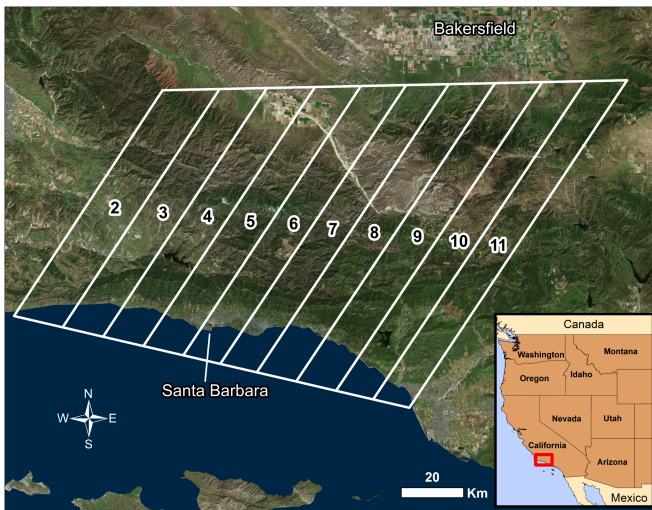 Bakersfield
2
3
4
5
6
7
8
9
10
11
Santa Barbara
N
W
E
S
20
Km
Canada
Washington
Montana
Oregon
Idaho
Nevada
Utah
California
Arizona
Mexico